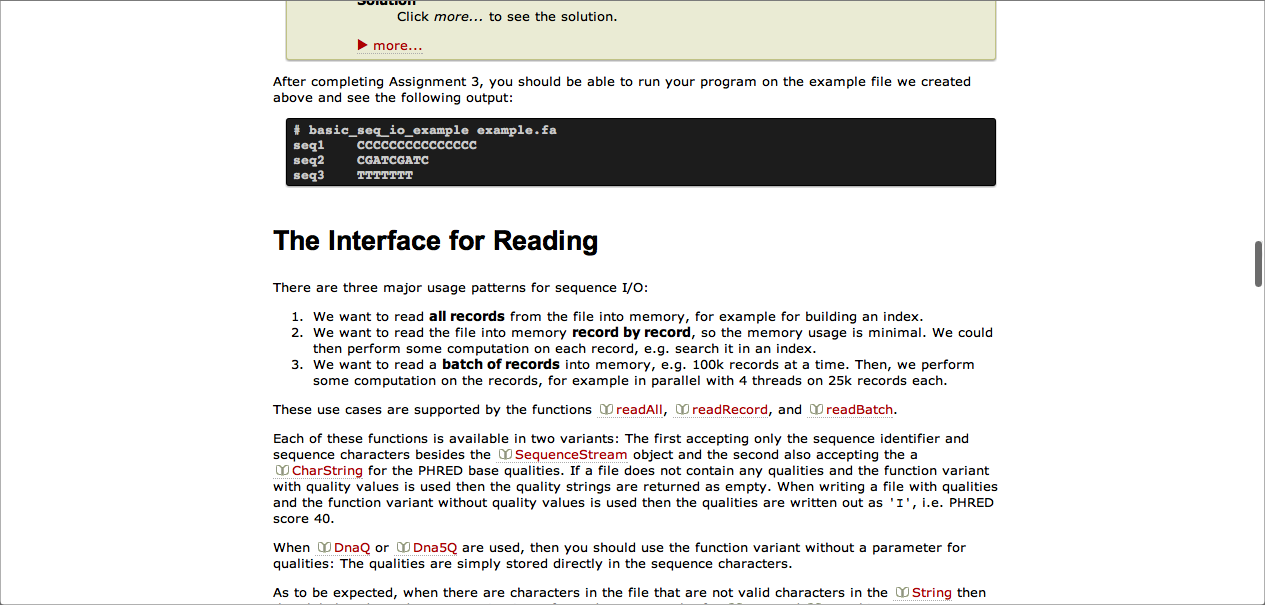 Solution
Click more... to see the solution.
more...
After completing Assignment 3, you should be able to run your program on the example file we created
above and see the following output:
# basic_seq_io_example example.fa
seq1    CCCCCCCCCCCCCCC
seq2    CGATCGATC
seq3    TTTTTTT
The Interface for Reading
There are three major usage patterns for sequence I/O:
1. We want to read all records from the file into memory, for example for building an index.
2. We want to read the file into memory record by record, so the memory usage is minimal. We could
then perform some computation on each record, e.g. search it in an index.
3. We want to read a batch of records into memory, e.g. 100k records at a time. Then, we perform
some computation on the records, for example in parallel with 4 threads on 25k records each.
These use cases are supported by the functions readAll, readRecord, and readBatch.
Each of these functions is available in two variants: The first accepting only the sequence identifier and
sequence characters besides the SequenceStream object and the second also accepting the a
CharString for the PHRED base qualities. If a file does not contain any qualities and the function variant
with quality values is used then the quality strings are returned as empty. When writing a file with qualities
and the function variant without quality values is used then the qualities are written out as 'I', i.e. PHRED
score 40.
When DnaQ or Dna5Q are used, then you should use the function variant without a parameter for
qualities: The qualities are simply stored directly in the sequence characters.
As to be expected, when there are characters in the file that are not valid characters in the String then